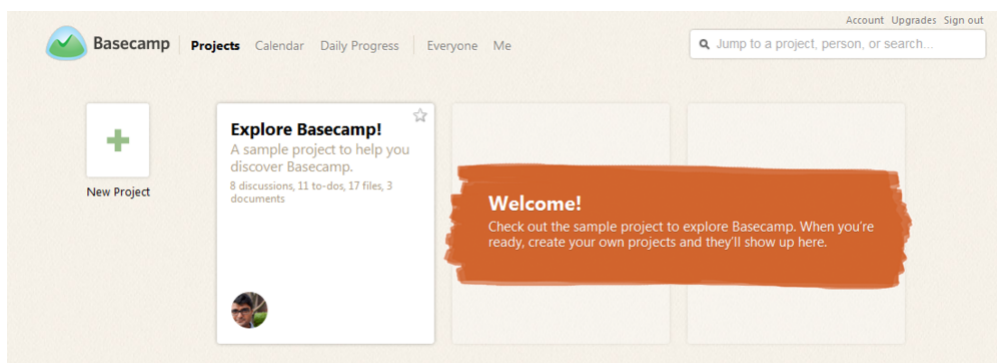 Account Upgrades Sign out
Basecamp Projects Calendar Daily Progress Everyone Me
Jump to a project, person, or search...
New Project
Explore Basecamp!
A sample project to help you
discover Basecamp.
8 discussions, 11 to-dos, 17 files, 3
documents
Welcome!
Check out the sample project to explore Basecamp. When you're
ready, create your own projects and they'll show up here.